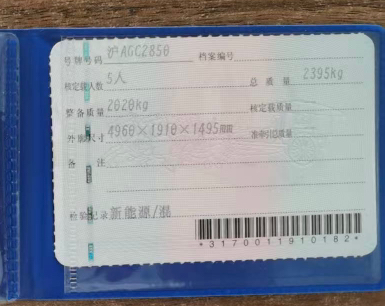 号牌号码 沪AGC2850 档案编号
核定载人数 5人 总质量 2395kg
整备质量 2020kg 核定载质量
外廓尺寸 4960×1910×1495mm 准牵引总质量
备注
检验记录 新能源/混
*3170011910182*